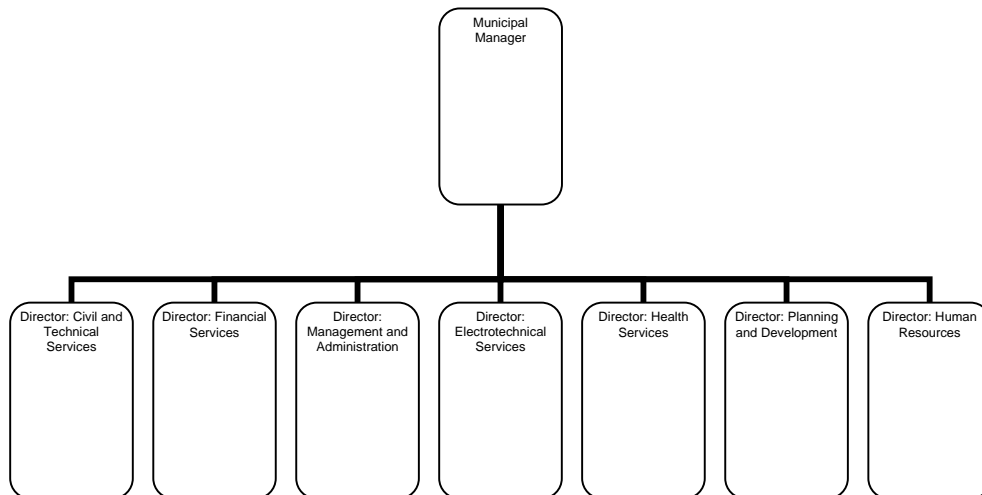 Municipal
Manager
Director: Civil and
Technical
Services
Director: Financial
Services
Director:
Management and
Administration
Director:
Electrotechnical
Services
Director: Health
Services
Director: Planning
and Development
Director: Human
Resources